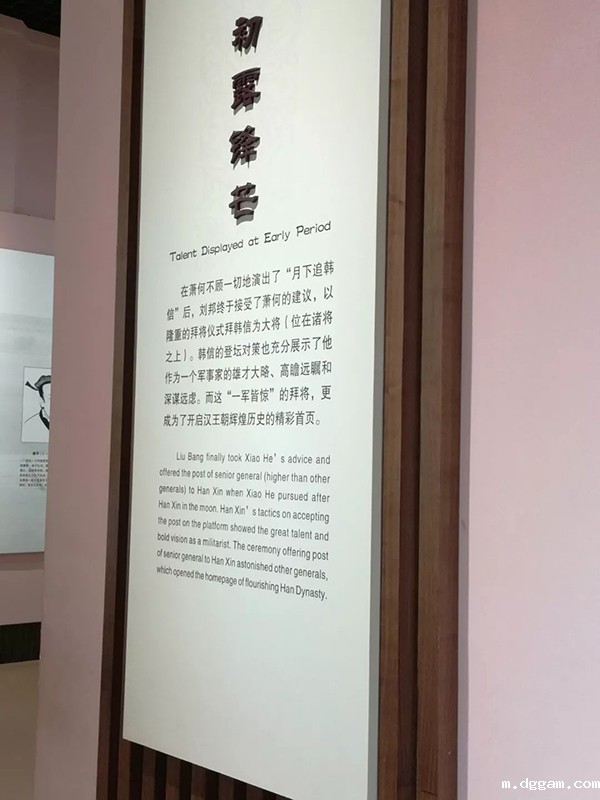 初露锋芒
Talent Displayed at Early Period
在萧何不顾一切地演出了“月下追韩
信”后，刘邦终于接受了萧何的建议，以
隆重的拜将仪式拜韩信为大将（位在诸将
之上）。韩信的登坛对策也充分展示了他
作为一个军事家的雄才大略、高瞻远瞩和
深谋远虑。而这“一军皆惊”的拜将，更
成为了开启汉王朝辉煌历史的精彩首页。
Liu Bang finally took Xiao He’s advice and
offered the post of senior general (higher than other
generals) to Han Xin when Xiao He pursued after
Han Xin in the moon. Han Xin’s tactics on accepting
the post on the platform showed the great talent and
bold vision as a militarist. The ceremony offering post
of senior general to Han Xin astonished other generals,
which opened the homepage of flourishing Han Dynasty.
m.dggam.com